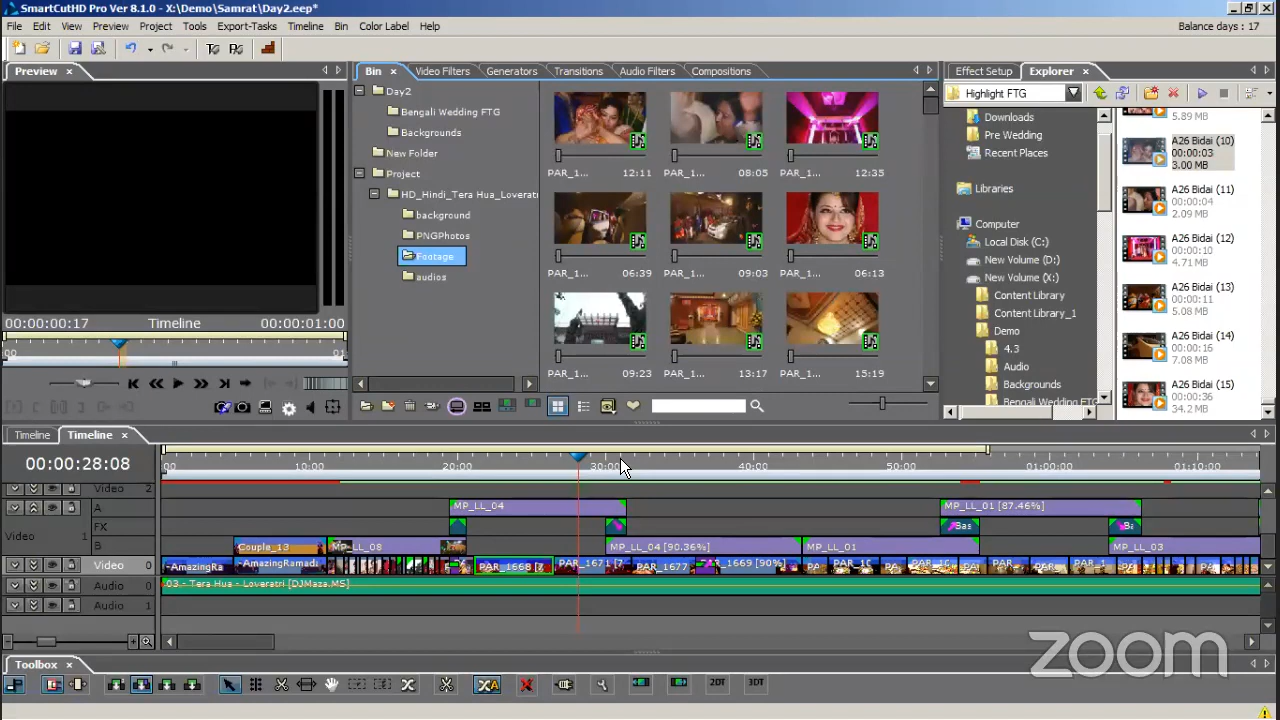 SmartCutHD Pro Ver 8.1.0 - X:\Demo\Samrat\Day2.eep*
File Edit View Preview Project Tools Export-Tasks Timeline Bin Color Label Help
Balance days : 17
Preview
Bin Video Filters Generators Transitions Audio Filters Compositions
Effect Setup Explorer
Highlight FTG
Day2
Bengali Wedding FTG
Backgrounds
New Folder
Project
HD_Hindi_Tera Hua_Loverat
background
PNGPhotos
Footage
audios
PAR_1... 12:11
PAR_1... 08:05
PAR_1... 12:35
PAR_1... 06:39
PAR_1... 09:03
PAR_1... 06:13
PAR_1... 09:23
PAR_1... 13:17
PAR_1... 15:19
Downloads
Pre Wedding
Recent Places
Libraries
Computer
Local Disk (C:)
New Volume (D:)
New Volume (X:)
Content Library
Content Library_1
Demo
4.3
Audio
Backgrounds
Bengali Wedding FTG
5.89 MB
A26 Bidai (10)
00:00:03
3.00 MB
A26 Bidai (11)
00:00:04
2.09 MB
A26 Bidai (12)
00:00:10
4.71 MB
A26 Bidai (13)
00:00:11
5.08 MB
A26 Bidai (14)
00:00:16
7.08 MB
A26 Bidai (15)
00:00:36
34.2 MB
00:00:00:17 Timeline 00:00:01:00
00 01
Timeline Timeline
00:00:28:08
00 10:00 20:00 30:00 40:00 50:00 01:00:00 01:10:00
Video 2
A
MP_LL_04 MP_LL_01 [87.46%]
FX
Video 1
B
Couple_13 MP_LL_08 MP_LL_04 [90.36%] MP_LL_01 MP_LL_03
Video 0
-AmazingRa -AmazingRamadi PAR_1668 [7 PAR_1671 [7 PAR_1677 -1669 [90%]
Audio 0
03 - Tera Hua - Loveratri [DJMaza.MS]
Audio 1
Toolbox
2DT 3DT
zoom